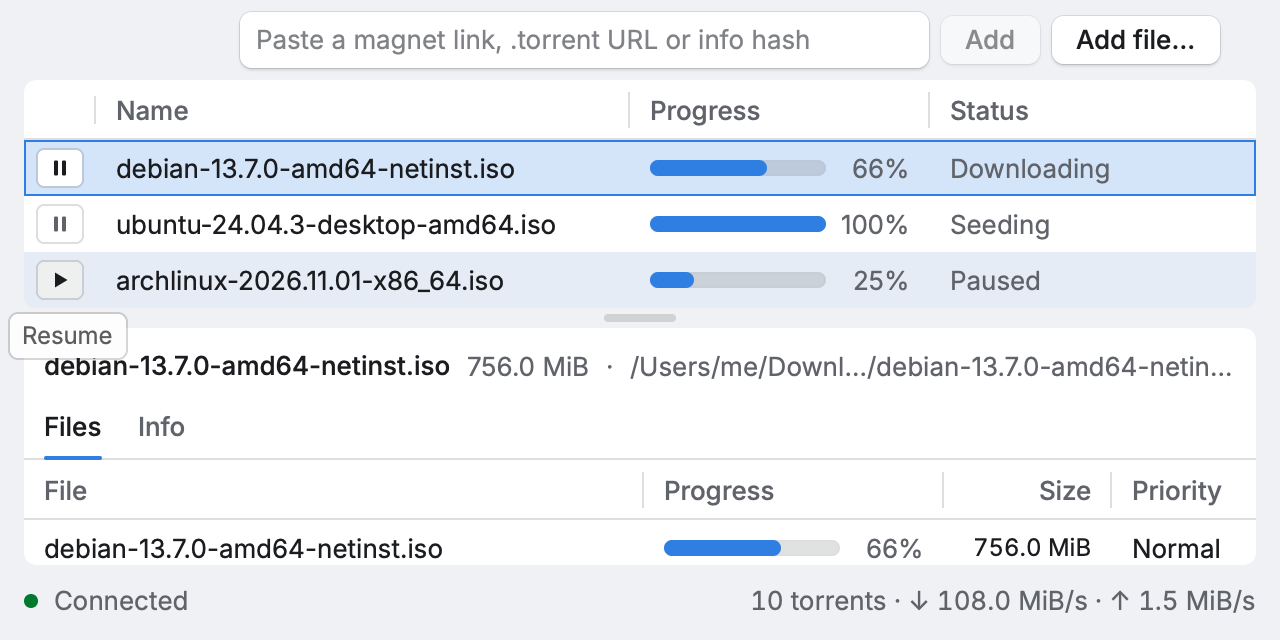 Paste a magnet link, .torrent URL or info hash Add Add file...
Name Progress Status
debian-13.7.0-amd64-netinst.iso 66% Downloading
ubuntu-24.04.3-desktop-amd64.iso 100% Seeding
archlinux-2026.11.01-x86_64.iso 25% Paused
Resume
debian-13.7.0-amd64-netinst.iso 756.0 MiB · /Users/me/Downl.../debian-13.7.0-amd64-netin...
Files Info
File Progress Size Priority
debian-13.7.0-amd64-netinst.iso 66% 756.0 MiB Normal
Connected 10 torrents · ↓ 108.0 MiB/s · ↑ 1.5 MiB/s